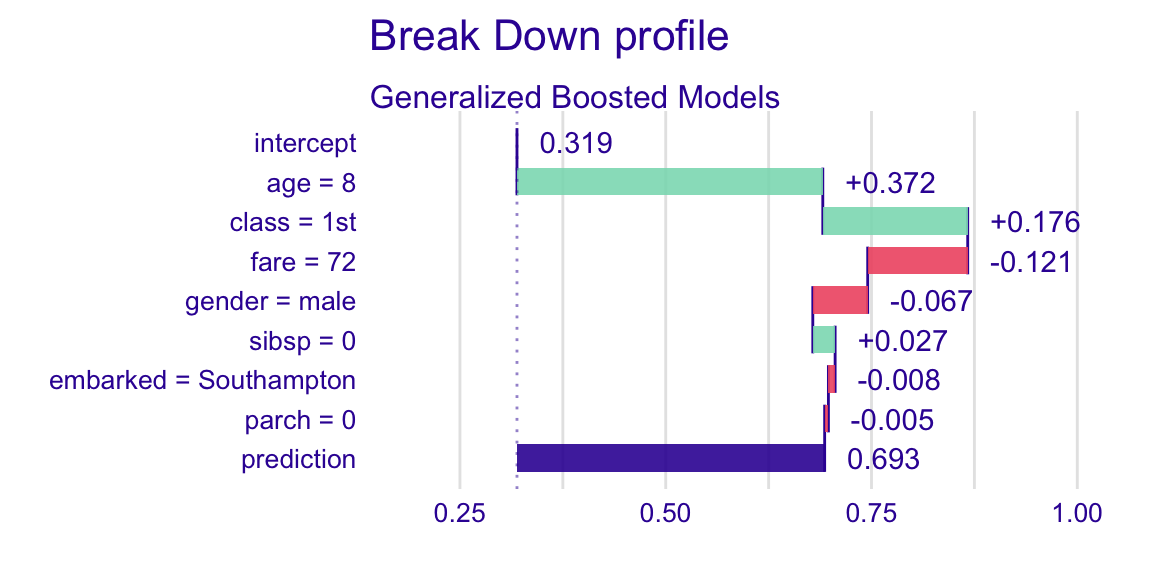 Break Down profile
Generalized Boosted Models
intercept 0.319
age = 8 +0.372
class = 1st +0.176
fare = 72 -0.121
gender = male -0.067
sibsp = 0 +0.027
embarked = Southampton -0.008
parch = 0 -0.005
prediction 0.693
0.25 0.50 0.75 1.00